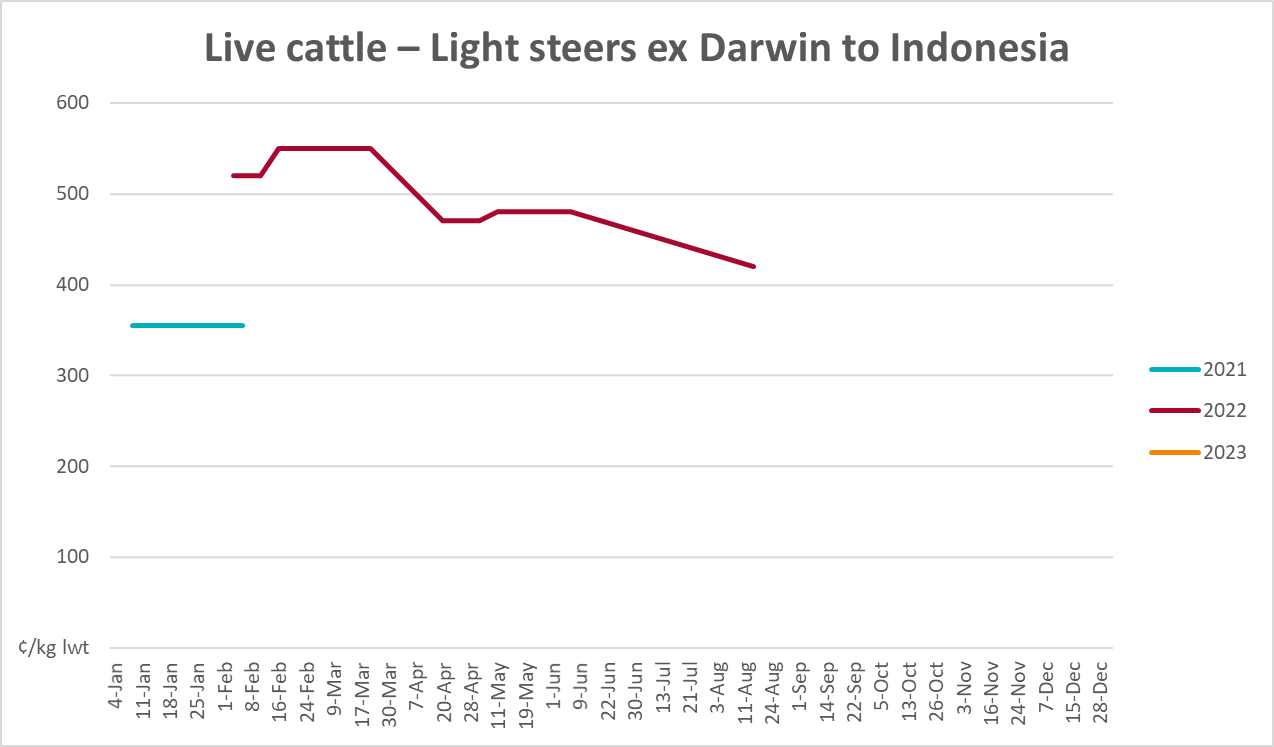 Live cattle – Light steers ex Darwin to Indonesia
600
500
400
300
200
100
¢/kg lwt
4-Jan
11-Jan
18-Jan
25-Jan
1-Feb
8-Feb
16-Feb
24-Feb
9-Mar
17-Mar
30-Mar
7-Apr
20-Apr
28-Apr
11-May
19-May
1-Jun
9-Jun
22-Jun
30-Jun
13-Jul
21-Jul
3-Aug
11-Aug
24-Aug
1-Sep
14-Sep
22-Sep
5-Oct
13-Oct
26-Oct
3-Nov
16-Nov
24-Nov
7-Dec
15-Dec
28-Dec
2021
2022
2023